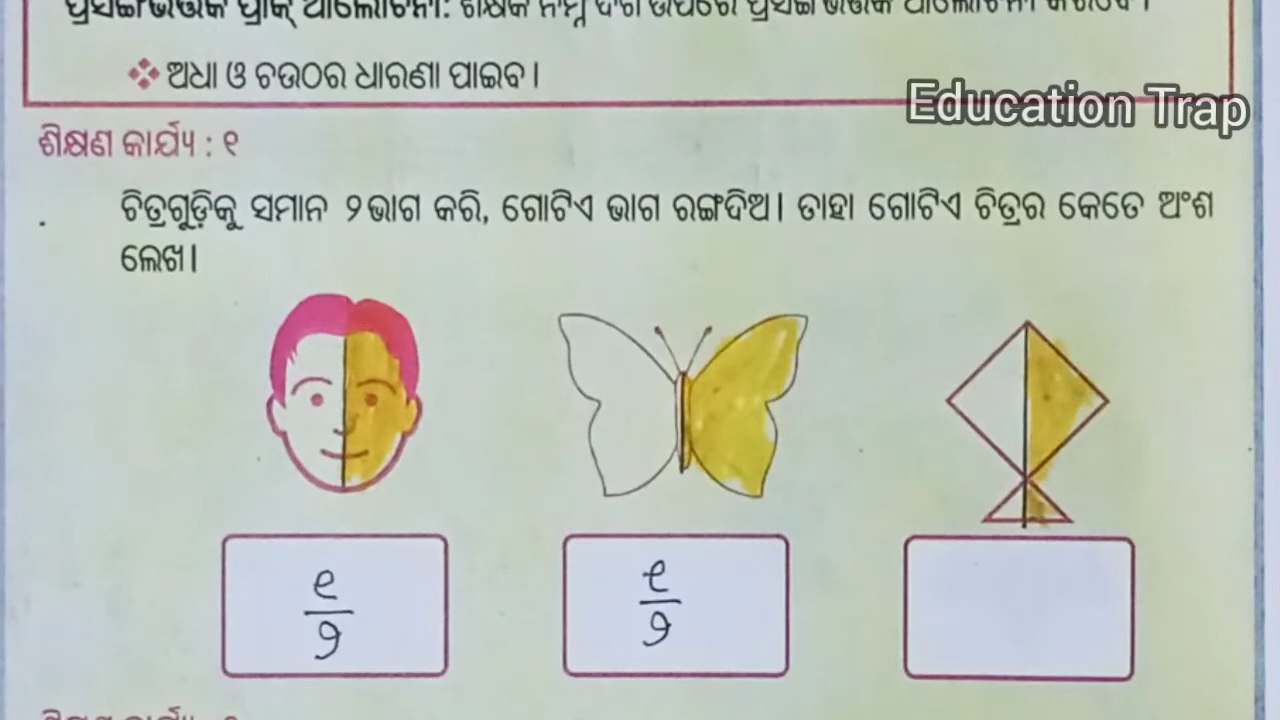 ❖ ଅଧା ଓ ଚଉଠର ଧାରଣା ପାଇବ।
Education Trap
ଶିକ୍ଷଣ କାର୍ଯ୍ୟ : ୧
ଚିତ୍ରଗୁଡ଼ିକୁ ସମାନ ୨ଭାଗ କରି, ଗୋଟିଏ ଭାଗ ରଙ୍ଗଦିଅ। ତାହା ଗୋଟିଏ ଚିତ୍ରର କେତେ ଅଂଶ
ଲେଖ।
୧ ୧
୨ ୨